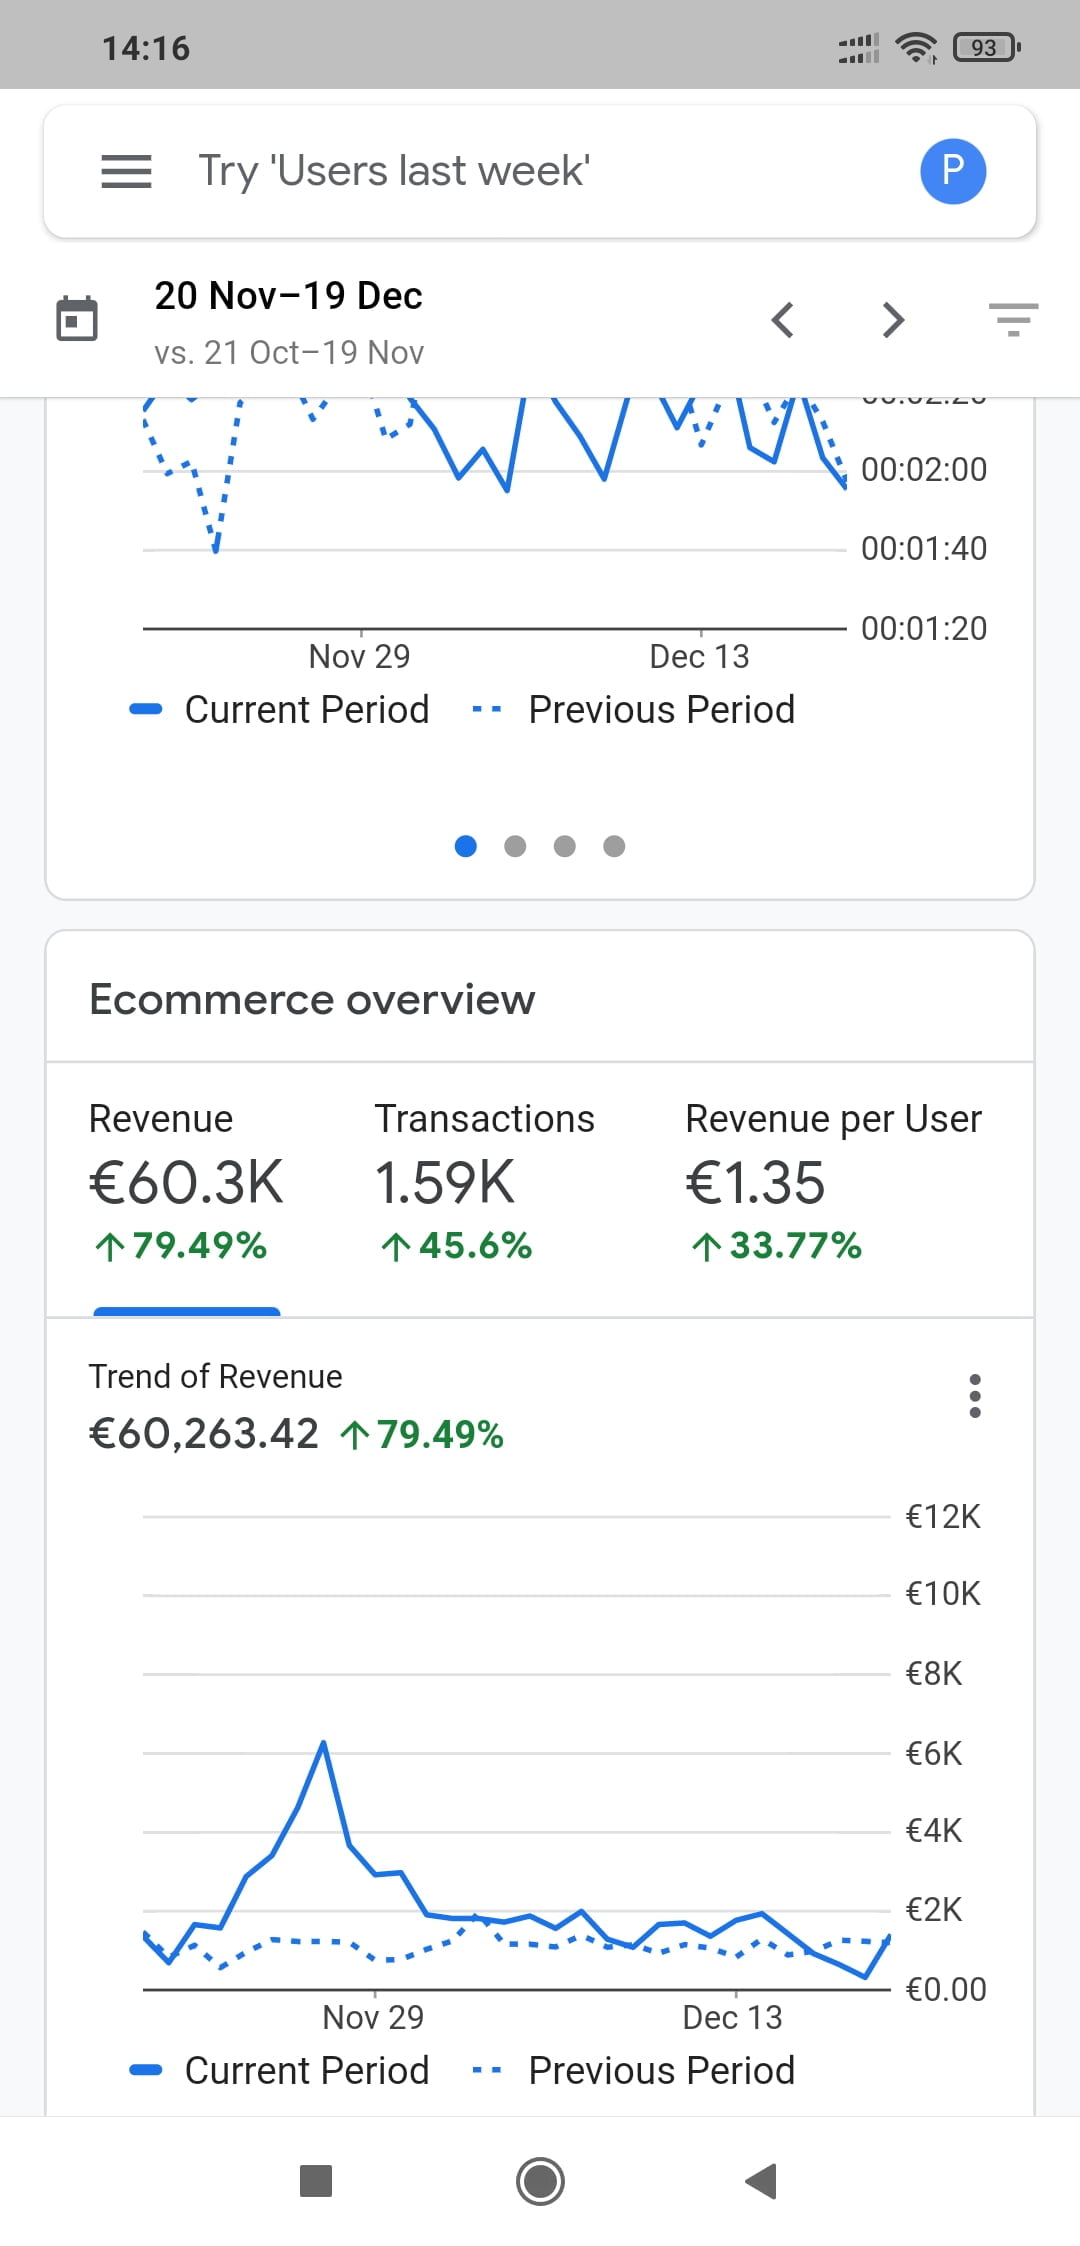 14:16
93
Try 'Users last week'
P
20 Nov–19 Dec
vs. 21 Oct–19 Nov
00:02:20
00:02:00
00:01:40
00:01:20
Nov 29 Dec 13
Current Period Previous Period
Ecommerce overview
Revenue Transactions Revenue per User
€60.3K 1.59K €1.35
↑79.49% ↑45.6% ↑33.77%
Trend of Revenue
€60,263.42 ↑79.49%
€12K
€10K
€8K
€6K
€4K
€2K
€0.00
Nov 29 Dec 13
Current Period Previous Period